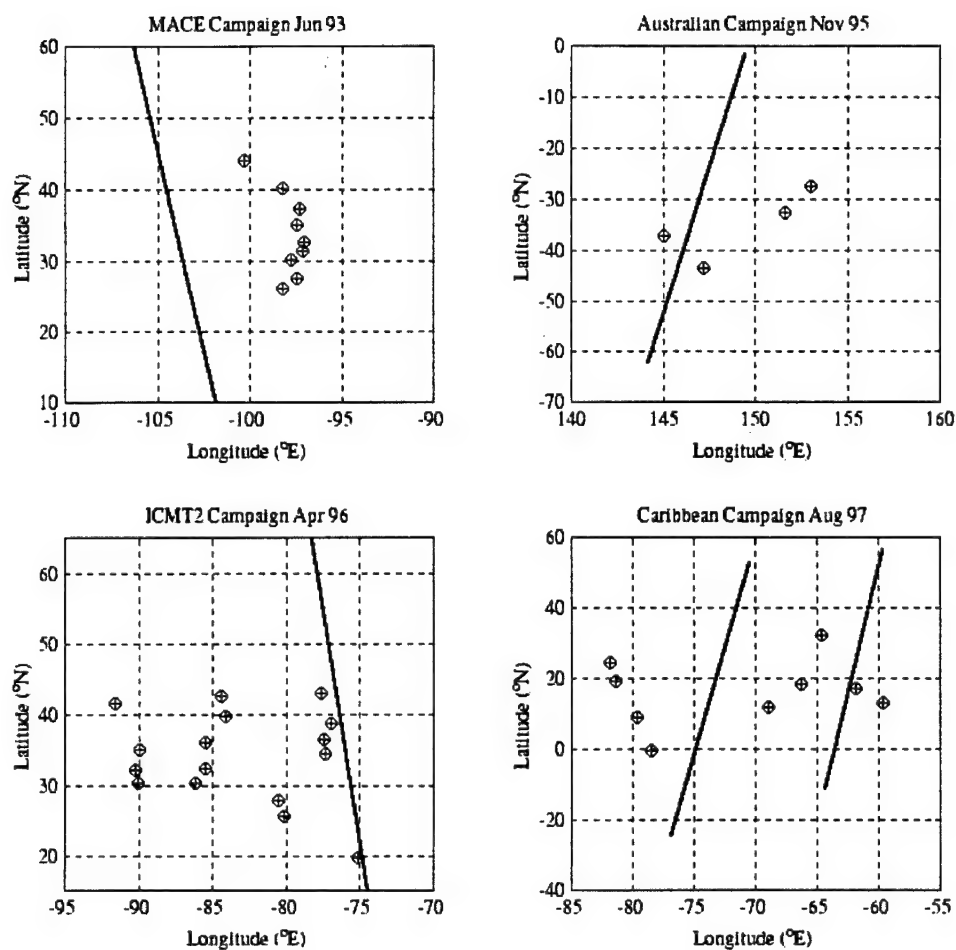 MACE Campaign Jun 93
60
50
40
30
20
10
Latitude (°N)
-110 -105 -100 -95 -90
Longitude (°E)
Australian Campaign Nov 95
0
-10
-20
-30
-40
-50
-60
-70
Latitude (°N)
140 145 150 155 160
Longitude (°E)
ICMT2 Campaign Apr 96
60
50
40
30
20
Latitude (°N)
-95 -90 -85 -80 -75 -70
Longitude (°E)
Caribbean Campaign Aug 97
60
40
20
0
-20
-40
Latitude (°N)
-85 -80 -75 -70 -65 -60 -55
Longitude (°E)